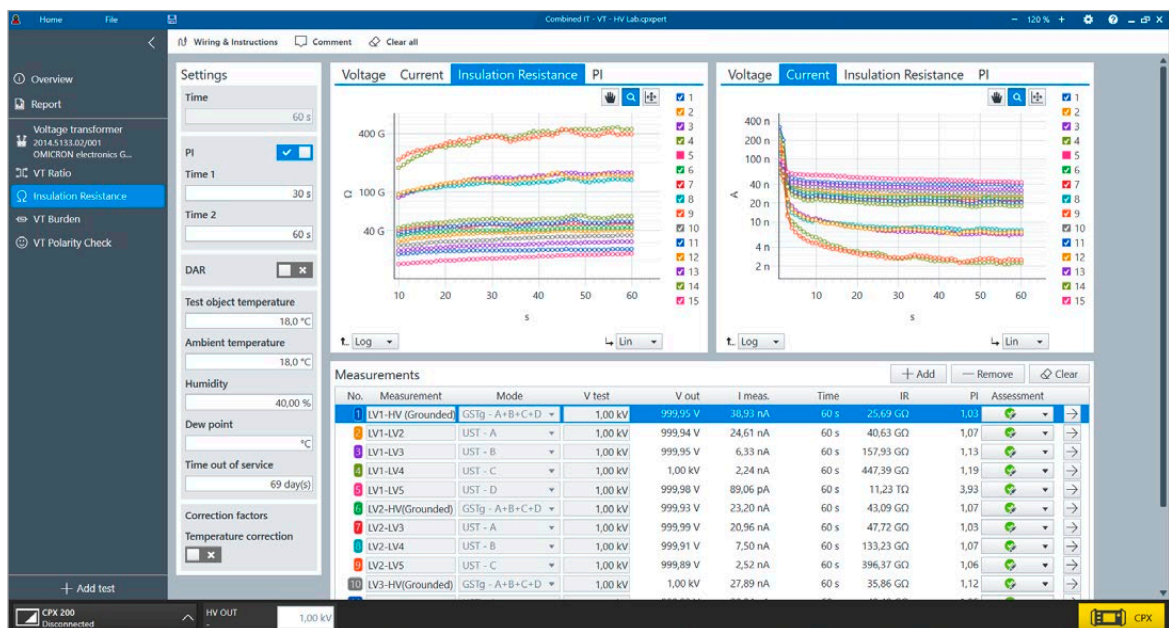 Home File Combined IT - VT - HV Lab.cpxpert − 120 % +
Wiring & Instructions Comment Clear all
Overview
Report
Voltage transformer
2014.5133.02/001
OMICRON electronics G...
VT Ratio
Insulation Resistance
VT Burden
VT Polarity Check
+ Add test
Settings
Time
60 s
PI
Time 1
30 s
Time 2
60 s
DAR
Test object temperature
18,0 °C
Ambient temperature
18,0 °C
Humidity
40,00 %
Dew point
°C
Time out of service
69 day(s)
Correction factors
Temperature correction
Voltage Current Insulation Resistance PI
400 G
100 G
40 G
Ω
10 20 30 40 50 60
s
1
2
3
4
5
6
7
8
9
10
11
12
13
14
15
Log Lin
Voltage Current Insulation Resistance PI
400 n
200 n
100 n
40 n
20 n
10 n
4 n
2 n
A
10 20 30 40 50 60
s
1
2
3
4
5
6
7
8
9
10
11
12
13
14
15
Log Lin
Measurements + Add − Remove Clear
No. Measurement Mode V test V out I meas. Time IR PI Assessment
1 LV1-HV (Grounded) GSTg - A+B+C+D 1,00 kV 999,95 V 38,93 nA 60 s 25,69 GΩ 1,03
2 LV1-LV2 UST - A 1,00 kV 999,94 V 24,61 nA 60 s 40,63 GΩ 1,07
3 LV1-LV3 UST - B 1,00 kV 999,95 V 6,33 nA 60 s 157,93 GΩ 1,13
4 LV1-LV4 UST - C 1,00 kV 1,00 kV 2,24 nA 60 s 447,39 GΩ 1,19
5 LV1-LV5 UST - D 1,00 kV 999,98 V 89,06 pA 60 s 11,23 TΩ 3,93
6 LV2-HV(Grounded) GSTg - A+B+C+D 1,00 kV 999,93 V 23,20 nA 60 s 43,09 GΩ 1,07
7 LV2-LV3 UST - A 1,00 kV 999,99 V 20,96 nA 60 s 47,72 GΩ 1,03
8 LV2-LV4 UST - B 1,00 kV 999,91 V 7,50 nA 60 s 133,23 GΩ 1,07
9 LV2-LV5 UST - C 1,00 kV 999,89 V 2,52 nA 60 s 396,37 GΩ 1,06
10 LV3-HV(Grounded) GSTg - A+B+C+D 1,00 kV 1,00 kV 27,89 nA 60 s 35,86 GΩ 1,12
CPX 200
Disconnected
HV OUT
-
1,00 kV
CPX